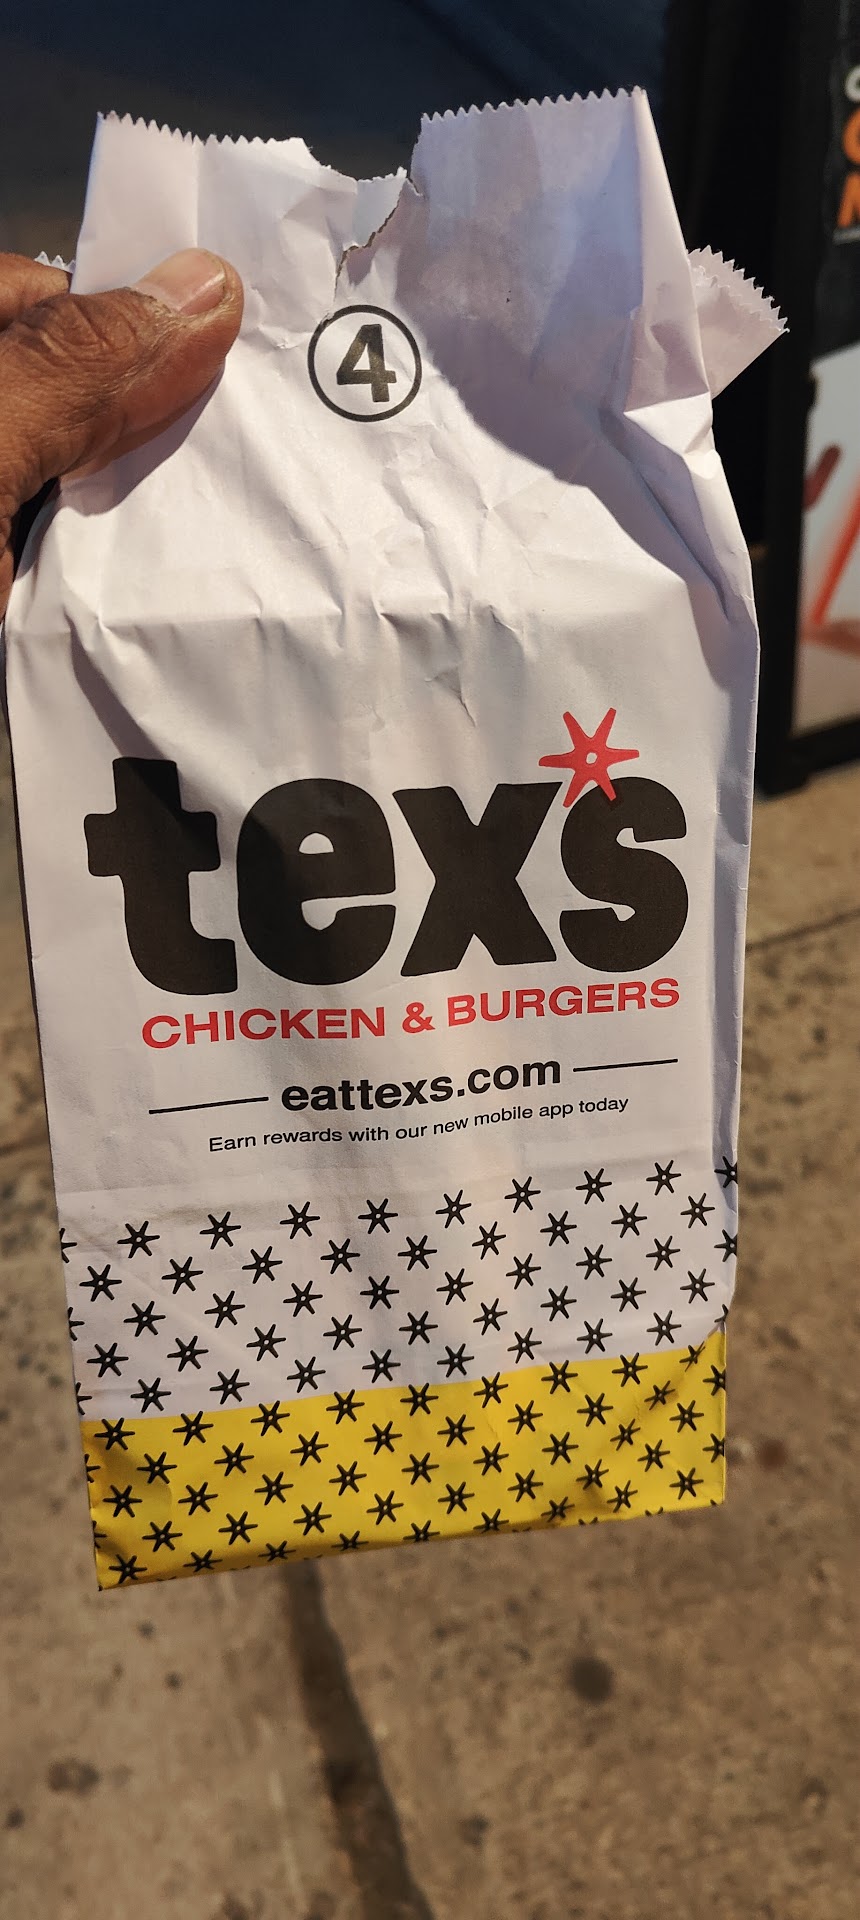 4
tex's
CHICKEN & BURGERS
eattexs.com
Earn rewards with our new mobile app today